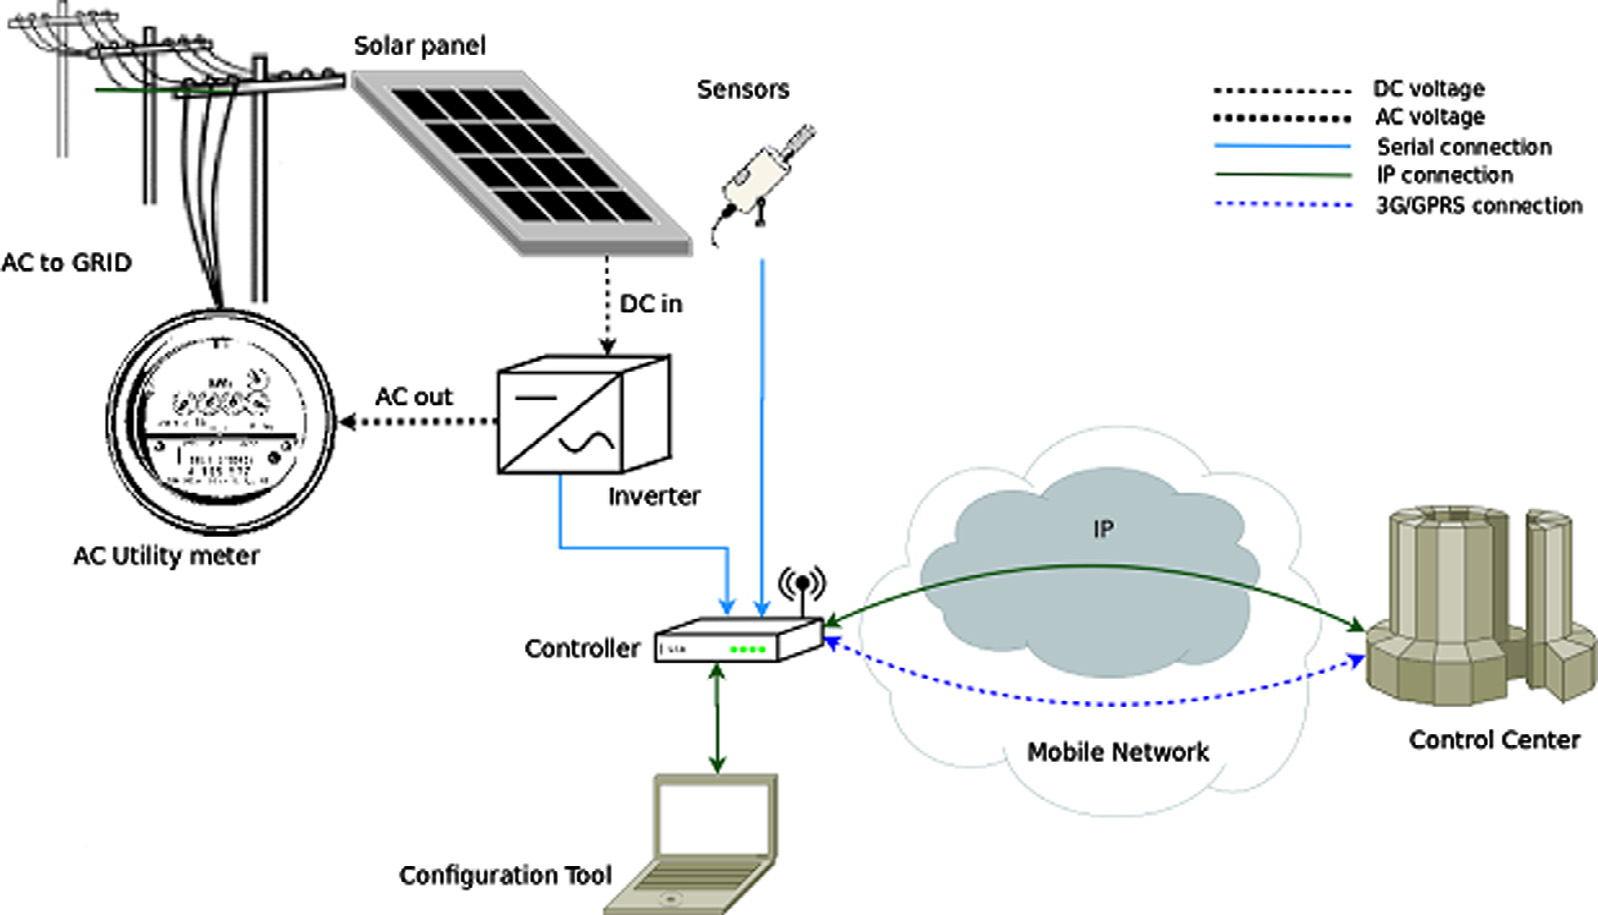 Solar panel
Sensors
DC voltage
AC voltage
Serial connection
IP connection
3G/GPRS connection
AC to GRID
DC in
AC out
Inverter
AC Utility meter
IP
Controller
Mobile Network
Control Center
Configuration Tool